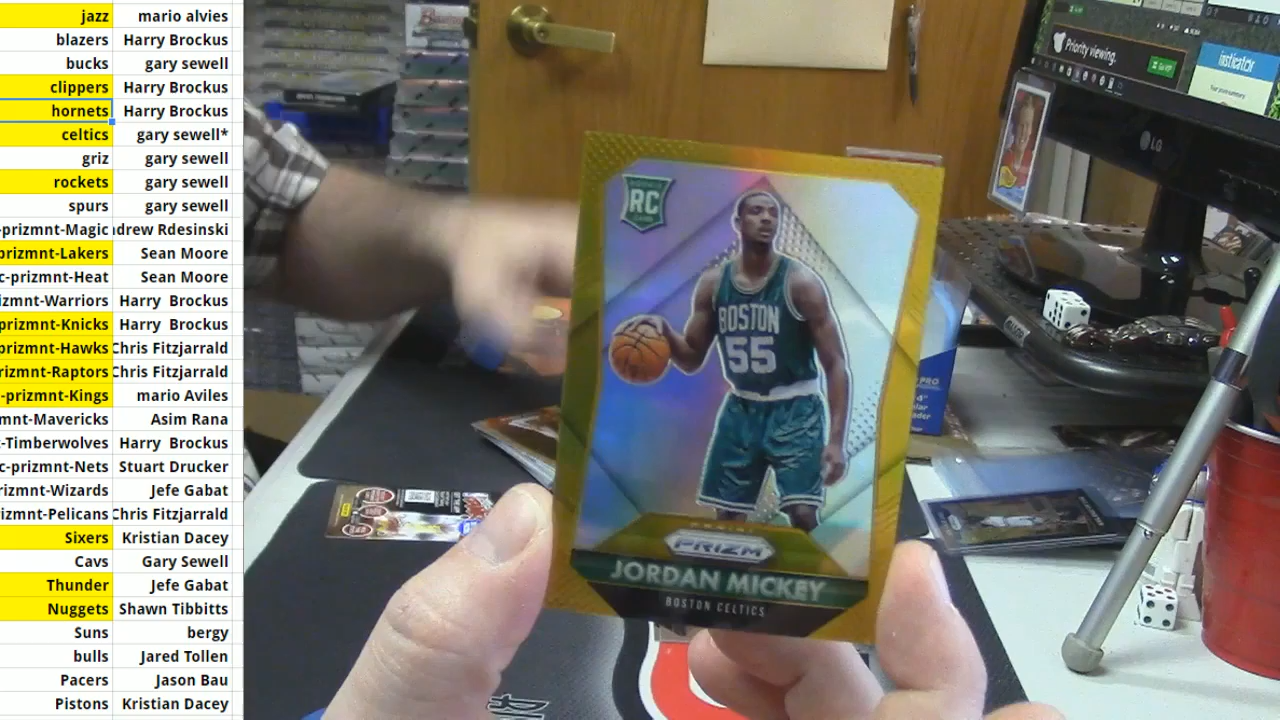 jazz mario alvies
blazers Harry Brockus
bucks gary sewell
clippers Harry Brockus
hornets Harry Brockus
celtics gary sewell*
griz gary sewell
rockets gary sewell
spurs gary sewell
-prizmnt-Magic drew Rdesinski
prizmnt-Lakers Sean Moore
c-prizmnt-Heat Sean Moore
izmnt-Warriors Harry Brockus
prizmnt-Knicks Harry Brockus
prizmnt-Hawks Chris Fitzjarrald
prizmnt-Raptors Chris Fitzjarrald
-prizmnt-Kings mario Aviles
mnt-Mavericks Asim Rana
-Timberwolves Harry Brockus
c-prizmnt-Nets Stuart Drucker
rizmnt-Wizards Jefe Gabat
izmnt-Pelicans Chris Fitzjarrald
Sixers Kristian Dacey
Cavs Gary Sewell
Thunder Jefe Gabat
Nuggets Shawn Tibbitts
Suns bergy
bulls Jared Tollen
Pacers Jason Bau
Pistons Kristian Dacey
RC
BOSTON
55
PANINI
PRIZM
JORDAN MICKEY
BOSTON CELTICS
Priority viewing.
insticator
LG